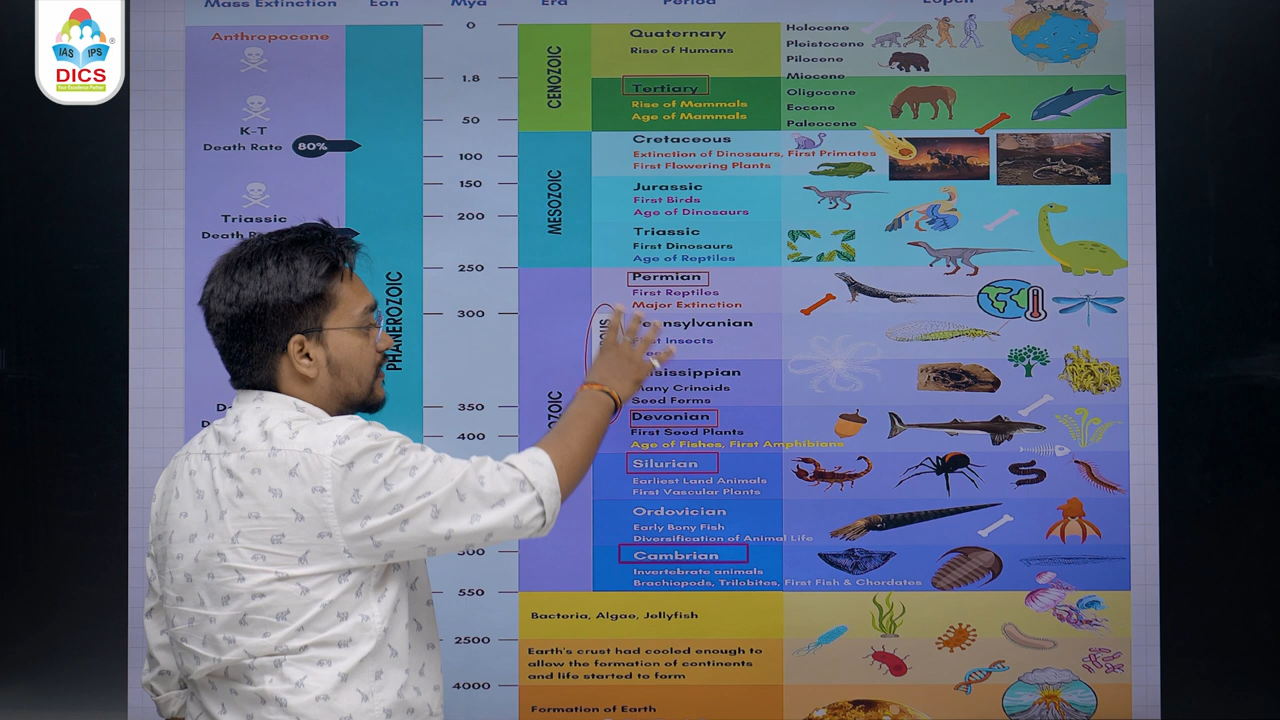 IAS IPS
DICS
Your Excellence Partner
Mass Extinction
Eon
Mya
Era
Period
Epoch
Anthropocene
K-T
Death Rate 80%
Triassic
PHANEROZOIC
0
1.8
50
100
150
200
250
300
350
400
550
2500
4000
CENOZOIC
MESOZOIC
Quaternary
Rise of Humans
Tertiary
Rise of Mammals
Age of Mammals
Cretaceous
Extinction of Dinosaurs, First Primates
First Flowering Plants
Jurassic
First Birds
Age of Dinosaurs
Triassic
First Dinosaurs
Age of Reptiles
Permian
First Reptiles
Major Extinction
Devonian
First Seed Plants
Age of Fishes, First Amphibians
Silurian
Earliest Land Animals
First Vascular Plants
Ordovician
Early Bony Fish
Diversification of Animal Life
Cambrian
Invertebrate animals
Brachiopods, Trilobites, First Fish & Chordates
Seed Ferms
Holocene
Pleistocene
Pilocene
Miocene
Oligocene
Eocene
Paleocene
Bacteria, Algae, Jellyfish
Earth's crust had cooled enough to
allow the formation of continents
and life started to form
Formation of Earth